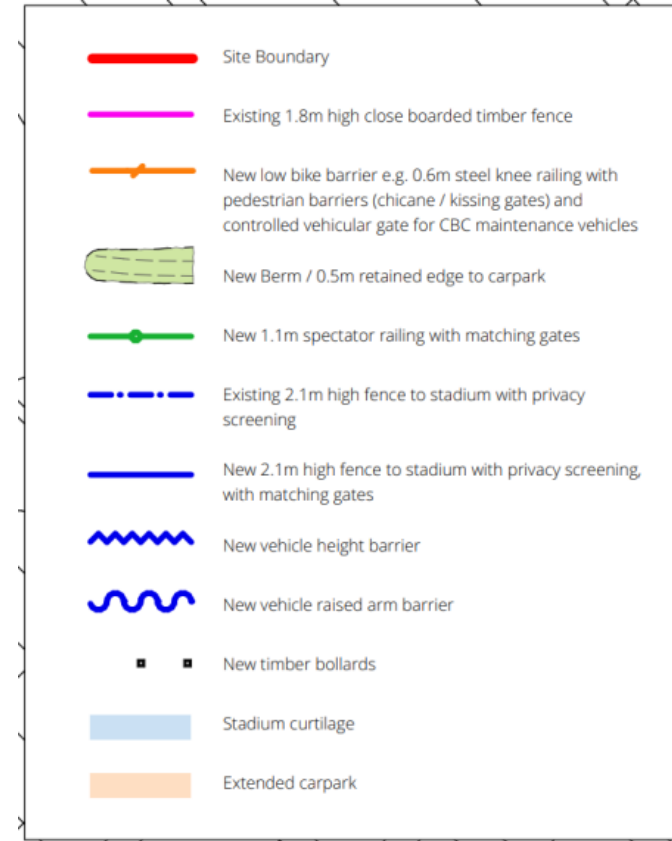 Site Boundary
Existing 1.8m high close boarded timber fence
New low bike barrier e.g. 0.6m steel knee railing with
pedestrian barriers (chicane / kissing gates) and
controlled vehicular gate for CBC maintenance vehicles
New Berm / 0.5m retained edge to carpark
New 1.1m spectator railing with matching gates
Existing 2.1m high fence to stadium with privacy
screening
New 2.1m high fence to stadium with privacy screening,
with matching gates
New vehicle height barrier
New vehicle raised arm barrier
New timber bollards
Stadium curtilage
Extended carpark